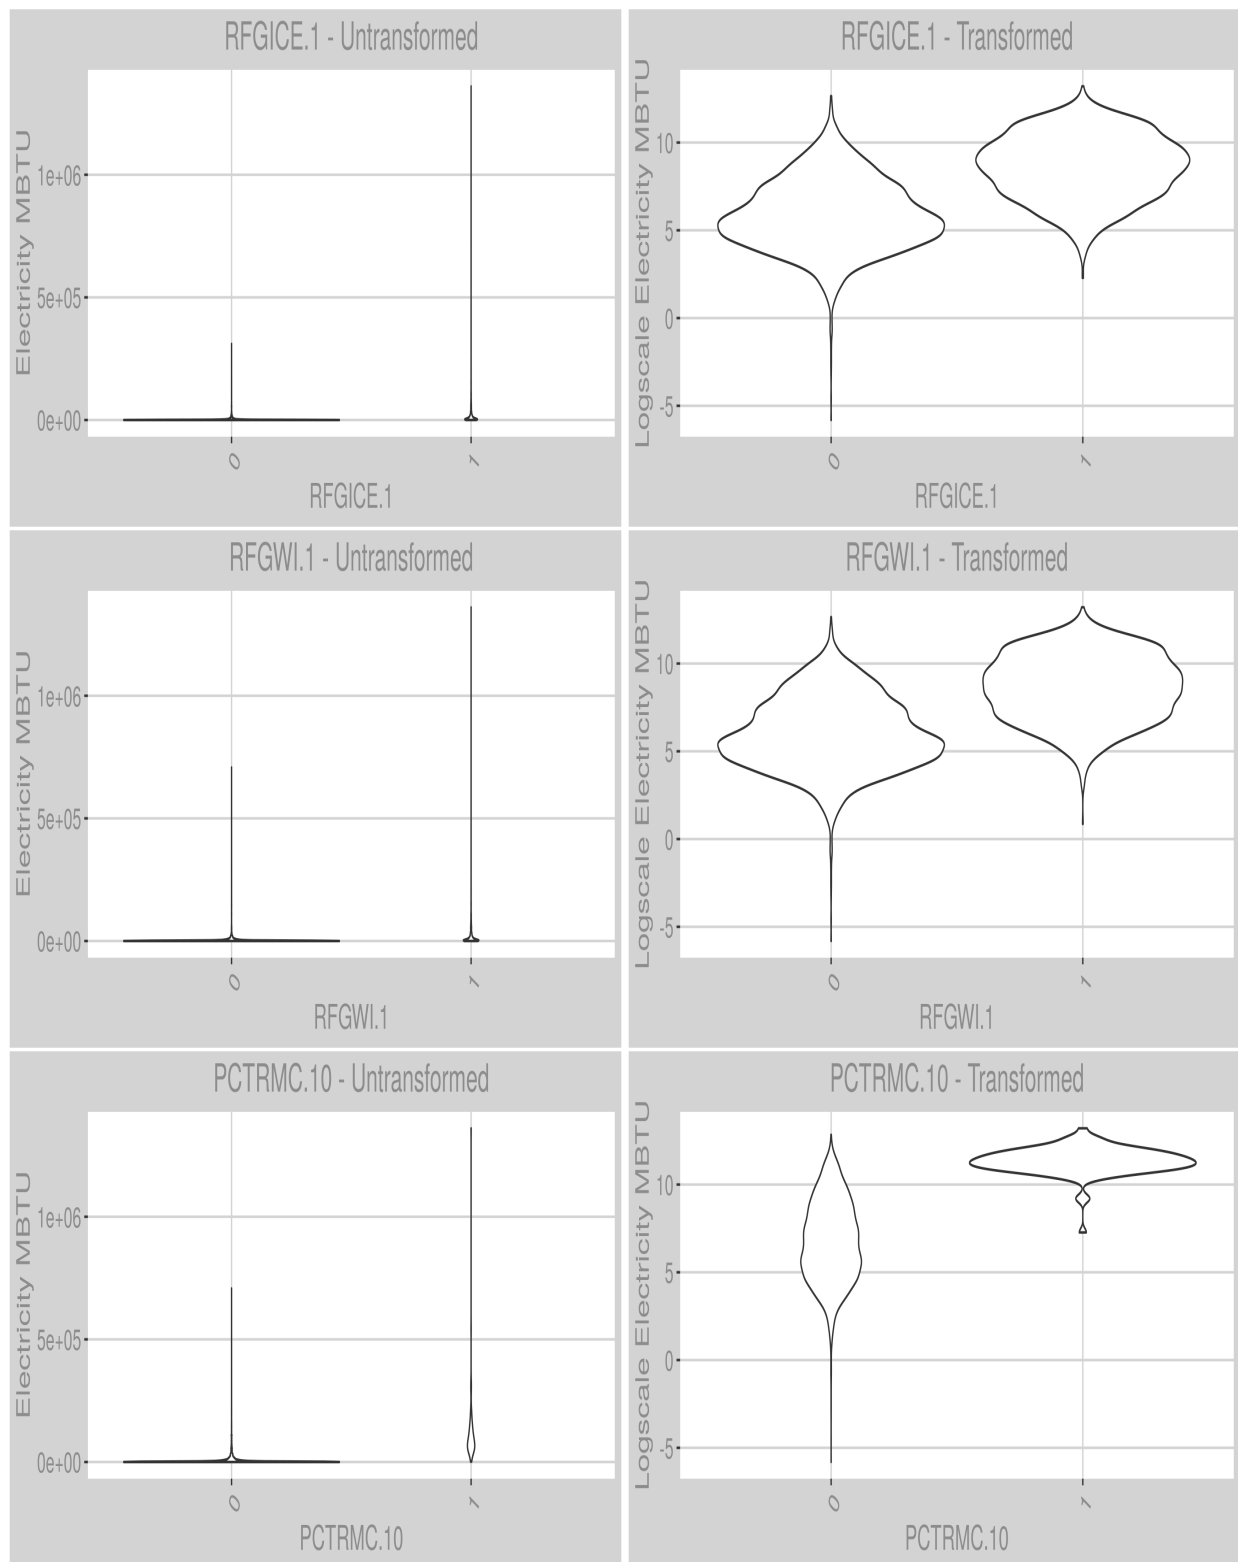 RFGICE.1 - Untransformed
Electricity MBTU
1e+06
5e+05
0e+00
0
1
RFGICE.1
RFGICE.1 - Transformed
Logscale Electricity MBTU
10
5
0
-5
0
1
RFGICE.1
RFGWI.1 - Untransformed
Electricity MBTU
1e+06
5e+05
0e+00
0
1
RFGWI.1
RFGWI.1 - Transformed
Logscale Electricity MBTU
10
5
0
-5
0
1
RFGWI.1
PCTRMC.10 - Untransformed
Electricity MBTU
1e+06
5e+05
0e+00
0
1
PCTRMC.10
PCTRMC.10 - Transformed
Logscale Electricity MBTU
10
5
0
-5
0
1
PCTRMC.10